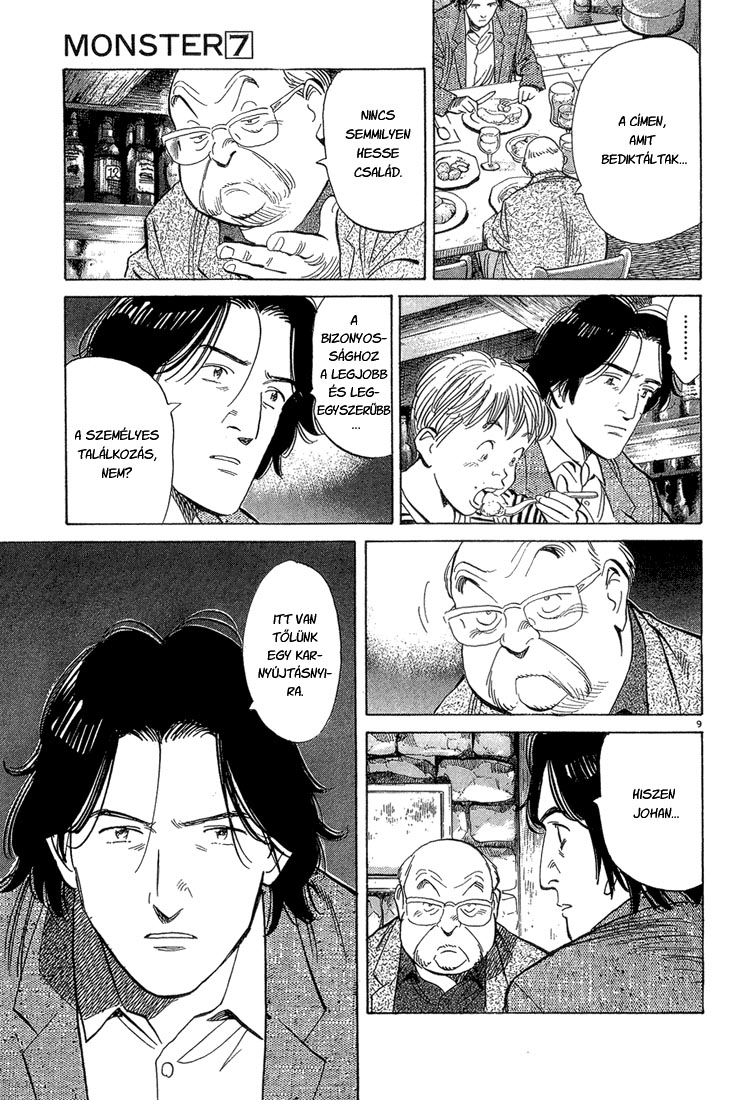 MONSTER 7
A CÍMEN,
AMIT
BEDIKTÁLTAK...
NINCS
SEMMILYEN
HESSE
CSALÁD.
........
A
BIZONYOS-
SÁGHOZ
A LEGJOBB
ÉS LEG-
EGYSZERŰBB
...
A SZEMÉLYES
TALÁLKOZÁS,
NEM?
9
HISZEN
JOHAN...
ITT VAN
TŐLÜNK
EGY KAR-
NYÚJTÁSNYI-
RA.